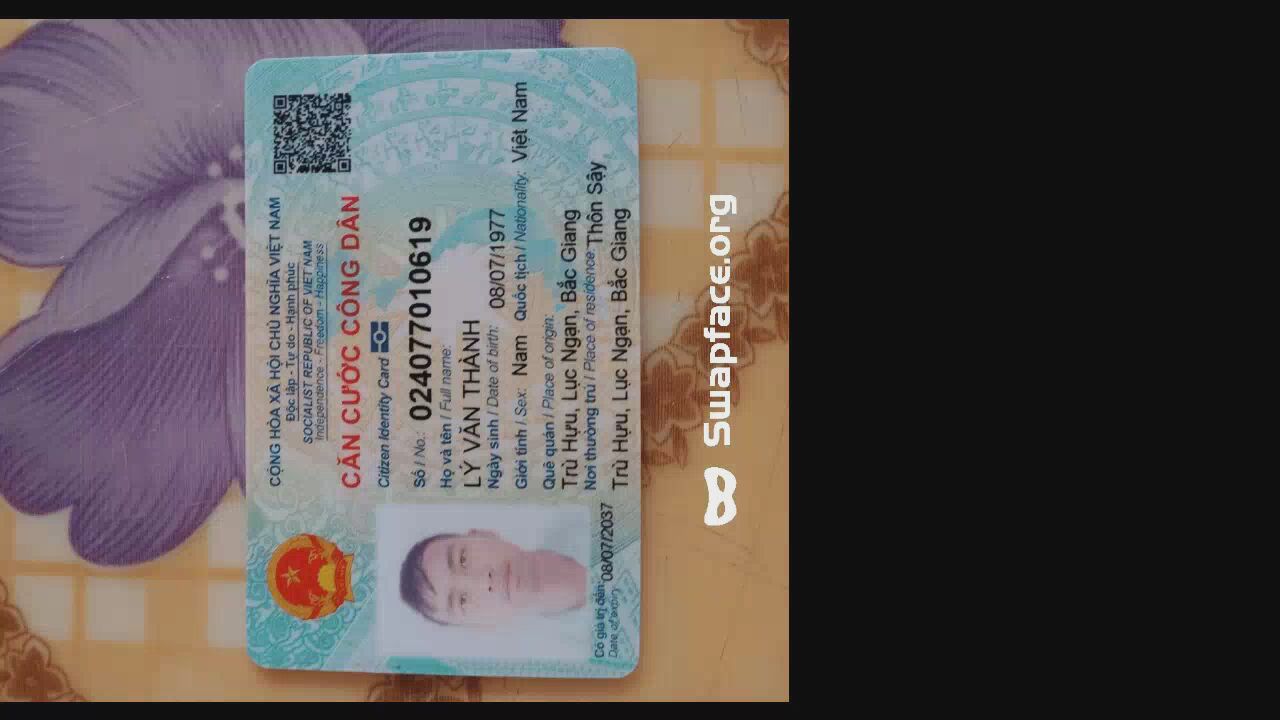 CỘNG HÒA XÃ HỘI CHỦ NGHĨA VIỆT NAM
Độc lập - Tự do - Hạnh phúc
SOCIALIST REPUBLIC OF VIET NAM
Independence - Freedom - Happiness
CĂN CƯỚC CÔNG DÂN
Citizen Identity Card
Số / No.: 024077010619
Họ và tên / Full name:
LÝ VĂN THÀNH
Ngày sinh / Date of birth: 08/07/1977
Giới tính / Sex: Nam Quốc tịch / Nationality: Việt Nam
Quê quán / Place of origin:
Trù Hựu, Lục Ngạn, Bắc Giang
Nơi thường trú / Place of residence: Thôn Sậy
Trù Hựu, Lục Ngạn, Bắc Giang
Có giá trị đến: 08/07/2037
Date of expiry
Swapface.org